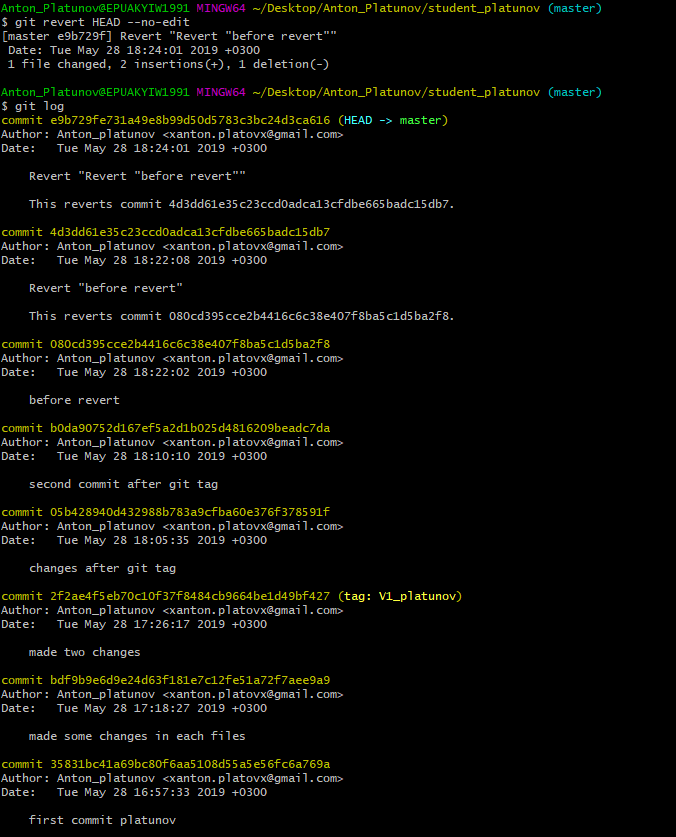 Anton_Platunov@EPUAKYIW1991 MINGW64 ~/Desktop/Anton_Platunov/student_platunov (master)
$ git revert HEAD --no-edit
[master e9b729f] Revert "Revert "before revert""
 Date: Tue May 28 18:24:01 2019 +0300
 1 file changed, 2 insertions(+), 1 deletion(-)

Anton_Platunov@EPUAKYIW1991 MINGW64 ~/Desktop/Anton_Platunov/student_platunov (master)
$ git log
commit e9b729fe731a49e8b99d50d5783c3bc24d3ca616 (HEAD -> master)
Author: Anton_platunov <xanton.platovx@gmail.com>
Date:   Tue May 28 18:24:01 2019 +0300

    Revert "Revert "before revert""

    This reverts commit 4d3dd61e35c23ccd0adca13cfdbe665badc15db7.

commit 4d3dd61e35c23ccd0adca13cfdbe665badc15db7
Author: Anton_platunov <xanton.platovx@gmail.com>
Date:   Tue May 28 18:22:08 2019 +0300

    Revert "before revert"

    This reverts commit 080cd395cce2b4416c6c38e407f8ba5c1d5ba2f8.

commit 080cd395cce2b4416c6c38e407f8ba5c1d5ba2f8
Author: Anton_platunov <xanton.platovx@gmail.com>
Date:   Tue May 28 18:22:02 2019 +0300

    before revert

commit b0da90752d167ef5a2d1b025d4816209beadc7da
Author: Anton_platunov <xanton.platovx@gmail.com>
Date:   Tue May 28 18:10:10 2019 +0300

    second commit after git tag

commit 05b428940d432988b783a9cfba60e376f378591f
Author: Anton_platunov <xanton.platovx@gmail.com>
Date:   Tue May 28 18:05:35 2019 +0300

    changes after git tag

commit 2f2ae4f5eb70c10f37f8484cb9664be1d49bf427 (tag: V1_platunov)
Author: Anton_platunov <xanton.platovx@gmail.com>
Date:   Tue May 28 17:26:17 2019 +0300

    made two changes

commit bdf9b9e6d9e24d63f181e7c12fe51a72f7aee9a9
Author: Anton_platunov <xanton.platovx@gmail.com>
Date:   Tue May 28 17:18:27 2019 +0300

    made some changes in each files

commit 35831bc41a69bc80f6aa5108d55a5e56fc6a769a
Author: Anton_platunov <xanton.platovx@gmail.com>
Date:   Tue May 28 16:57:33 2019 +0300

    first commit platunov